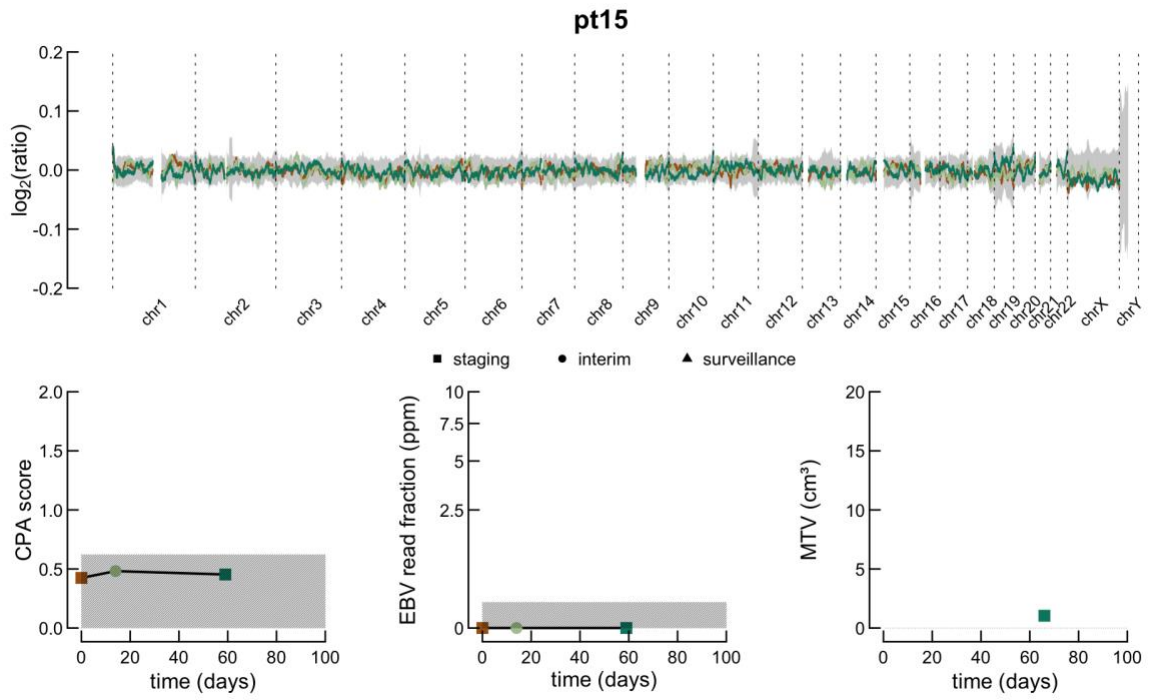 pt15
log2(ratio)
0.2
0.1
0.0
-0.1
-0.2
chr1 chr2 chr3 chr4 chr5 chr6 chr7 chr8 chr9 chr10 chr11 chr12 chr13 chr14 chr15 chr16 chr17 chr18 chr19 chr20 chr21 chr22 chrX chrY
staging interim surveillance
CPA score
2.0
1.5
1.0
0.5
0.0
0 20 40 60 80 100
time (days)
EBV read fraction (ppm)
10
7.5
5
2.5
0
0 20 40 60 80 100
time (days)
MTV (cm³)
20
15
10
5
0
0 20 40 60 80 100
time (days)